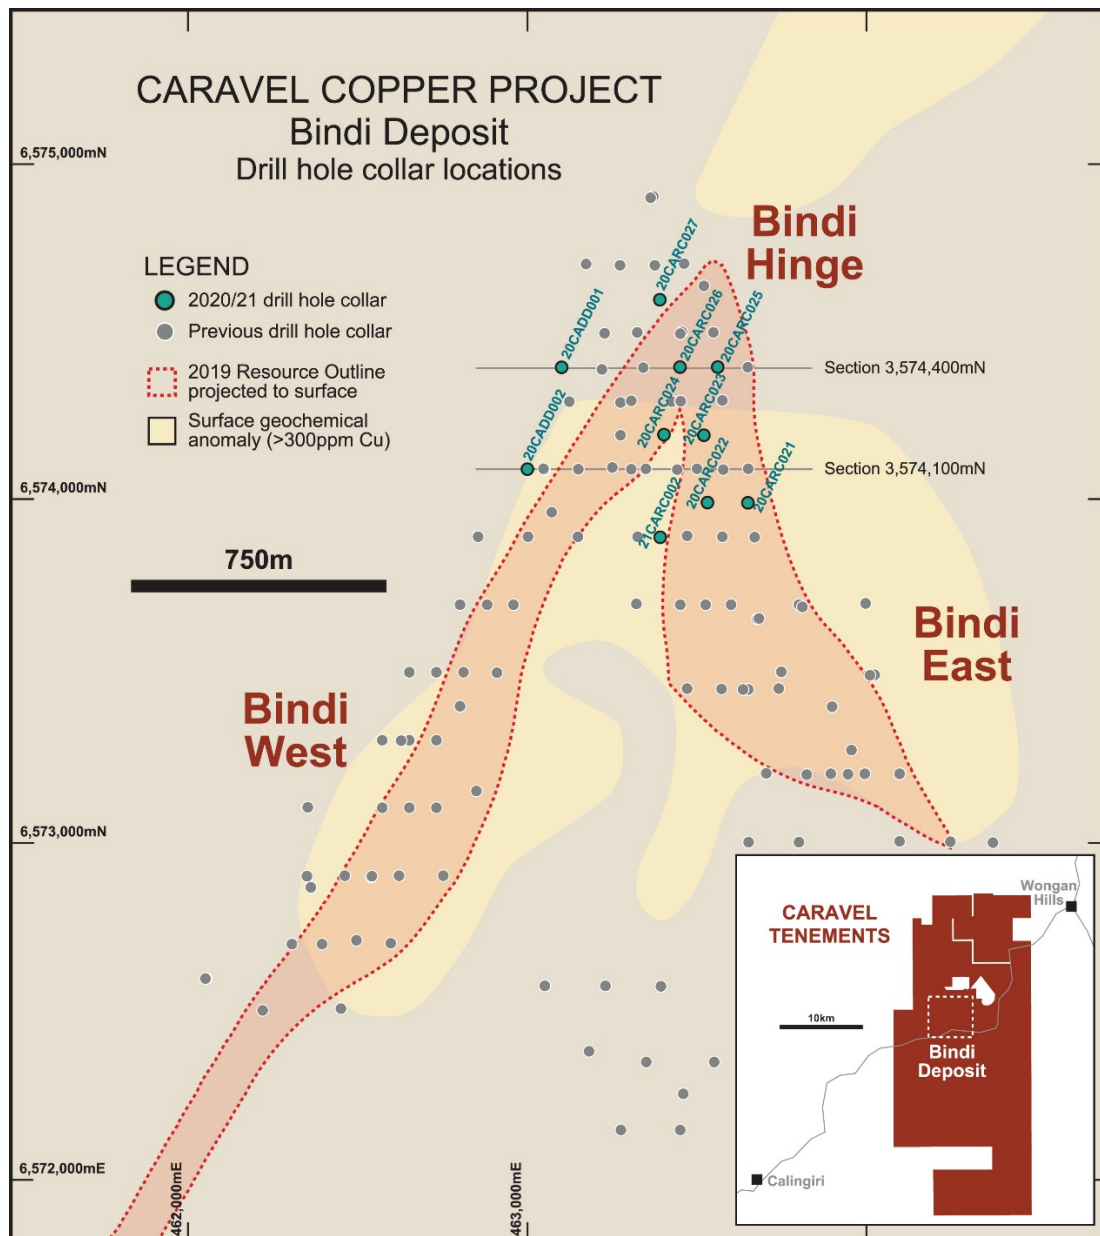 CARAVEL COPPER PROJECT
Bindi Deposit
Drill hole collar locations
6,575,000mN
Bindi
Hinge
LEGEND
2020/21 drill hole collar
Previous drill hole collar
2019 Resource Outline
projected to surface
Surface geochemical
anomaly (>300ppm Cu)
20CARC027
20CADD001
20CARC026
20CARC025
Section 3,574,400mN
20CADD002
20CARC024
20CARC023
Section 3,574,100mN
6,574,000mN
21CARC002
20CARC022
20CARC021
750m
Bindi
East
Bindi
West
6,573,000mN
Wongan
Hills
CARAVEL
TENEMENTS
10km
Bindi
Deposit
Calingiri
6,572,000mE
462,000mE
463,000mE